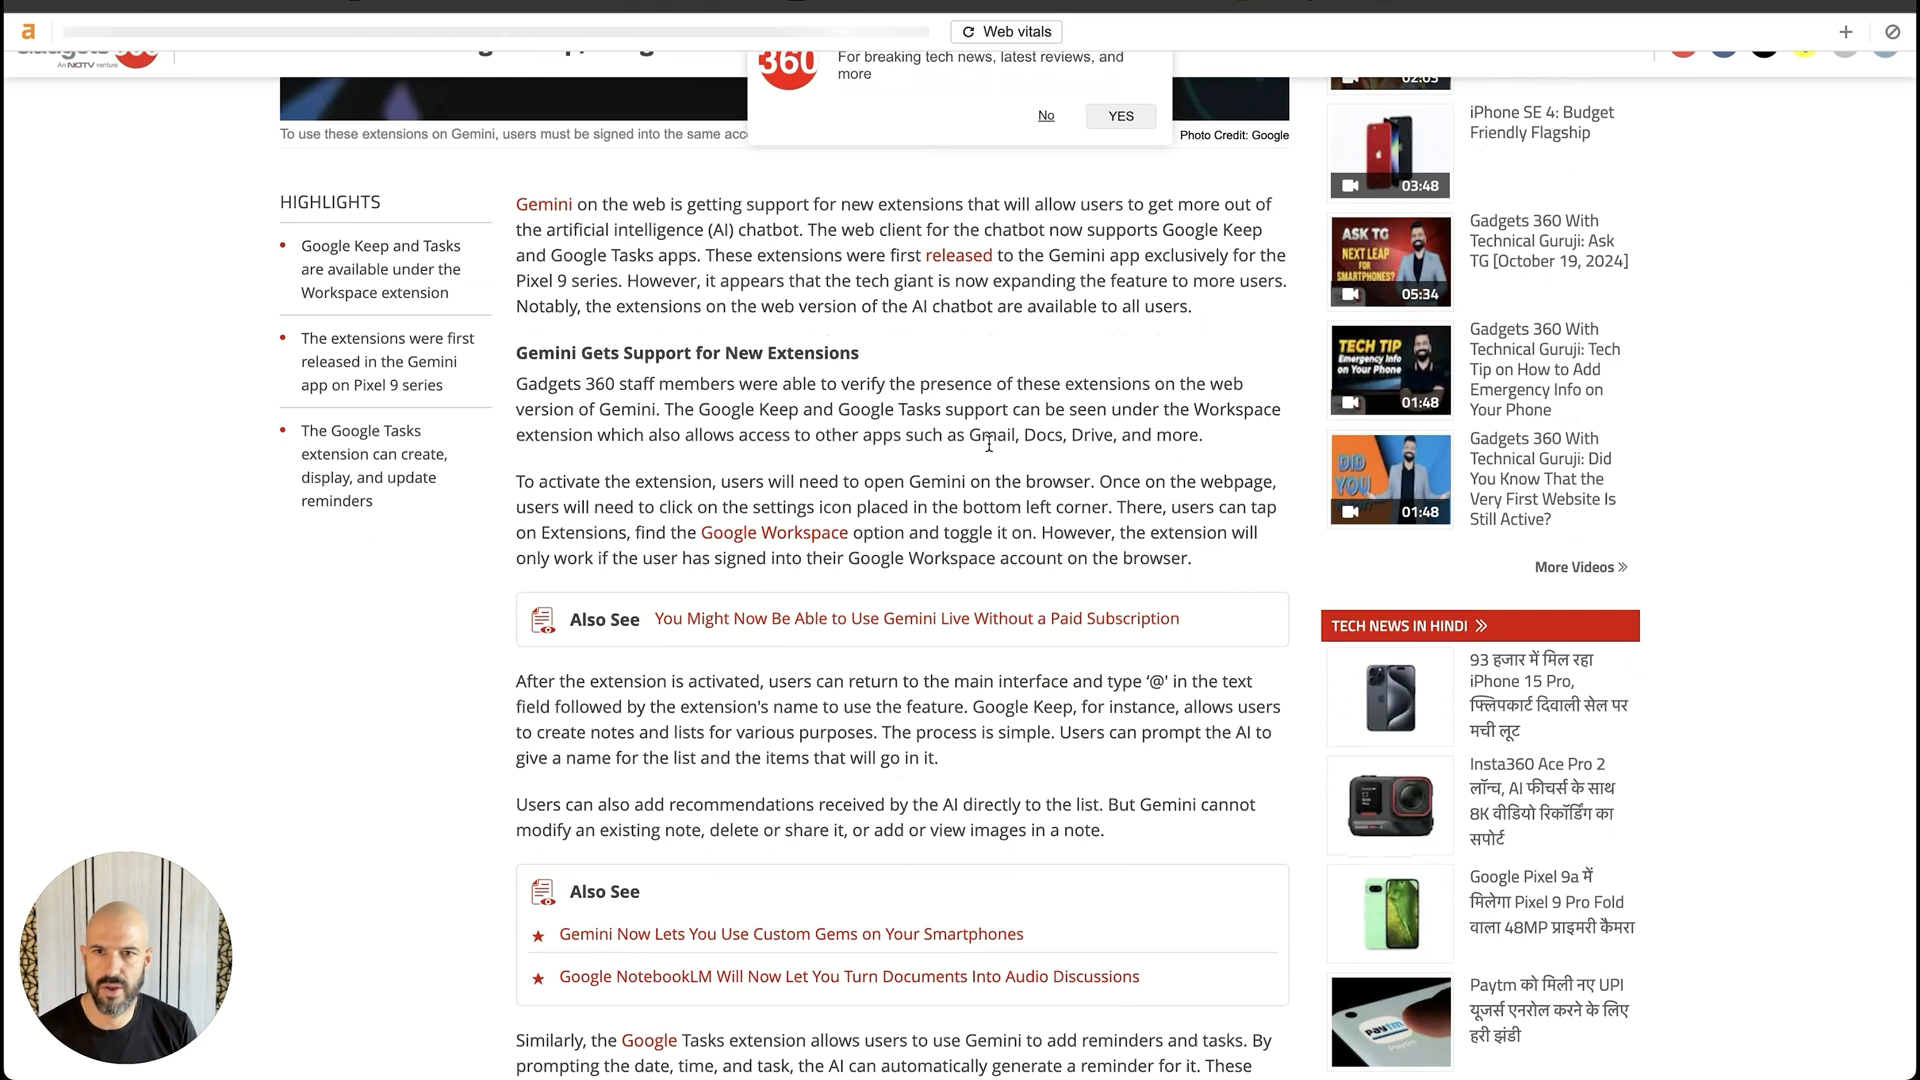 a
Web vitals
An NDTV venture
360
For breaking tech news, latest reviews, and
more
No
YES
To use these extensions on Gemini, users must be signed into the same acc
Photo Credit: Google
HIGHLIGHTS
Google Keep and Tasks
are available under the
Workspace extension
The extensions were first
released in the Gemini
app on Pixel 9 series
The Google Tasks
extension can create,
display, and update
reminders
Gemini on the web is getting support for new extensions that will allow users to get more out of
the artificial intelligence (AI) chatbot. The web client for the chatbot now supports Google Keep
and Google Tasks apps. These extensions were first released to the Gemini app exclusively for the
Pixel 9 series. However, it appears that the tech giant is now expanding the feature to more users.
Notably, the extensions on the web version of the AI chatbot are available to all users.
Gemini Gets Support for New Extensions
Gadgets 360 staff members were able to verify the presence of these extensions on the web
version of Gemini. The Google Keep and Google Tasks support can be seen under the Workspace
extension which also allows access to other apps such as Gmail, Docs, Drive, and more.
To activate the extension, users will need to open Gemini on the browser. Once on the webpage,
users will need to click on the settings icon placed in the bottom left corner. There, users can tap
on Extensions, find the Google Workspace option and toggle it on. However, the extension will
only work if the user has signed into their Google Workspace account on the browser.
Also See You Might Now Be Able to Use Gemini Live Without a Paid Subscription
After the extension is activated, users can return to the main interface and type ‘@' in the text
field followed by the extension's name to use the feature. Google Keep, for instance, allows users
to create notes and lists for various purposes. The process is simple. Users can prompt the AI to
give a name for the list and the items that will go in it.
Users can also add recommendations received by the AI directly to the list. But Gemini cannot
modify an existing note, delete or share it, or add or view images in a note.
Also See
Gemini Now Lets You Use Custom Gems on Your Smartphones
Google NotebookLM Will Now Let You Turn Documents Into Audio Discussions
Similarly, the Google Tasks extension allows users to use Gemini to add reminders and tasks. By
prompting the date, time, and task, the AI can automatically generate a reminder for it. These
02:03
iPhone SE 4: Budget
Friendly Flagship
03:48
ASK TG
NEXT LEAP
FOR
SMARTPHONES?
05:34
Gadgets 360 With
Technical Guruji: Ask
TG [October 19, 2024]
TECH TIP
Emergency Info
on Your Phone
01:48
Gadgets 360 With
Technical Guruji: Tech
Tip on How to Add
Emergency Info on
Your Phone
DID
YOU
01:48
Gadgets 360 With
Technical Guruji: Did
You Know That the
Very First Website Is
Still Active?
More Videos
TECH NEWS IN HINDI
93 हजार में मिल रहा
iPhone 15 Pro,
फ्लिपकार्ट दिवाली सेल पर
मची लूट
Insta360 Ace Pro 2
लॉन्च, AI फीचर्स के साथ
8K वीडियो रिकॉर्डिंग का
सपोर्ट
Google Pixel 9a में
मिलेगा Pixel 9 Pro Fold
वाला 48MP प्राइमरी कैमरा
Paytm को मिली नए UPI
यूजर्स एनरोल करने के लिए
हरी झंडी
paytm